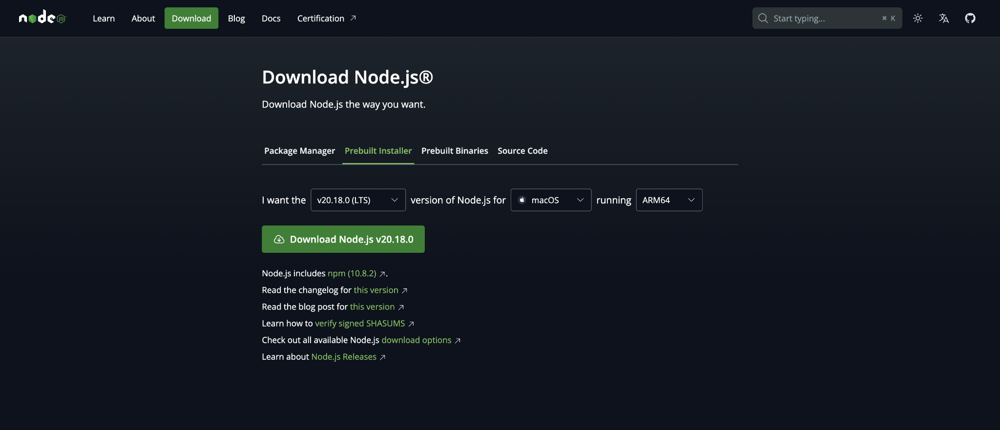 node JS
Learn About Download Blog Docs Certification
Start typing... ⌘ K
Download Node.js®
Download Node.js the way you want.
Package Manager Prebuilt Installer Prebuilt Binaries Source Code
I want the v20.18.0 (LTS) version of Node.js for macOS running ARM64
Download Node.js v20.18.0
Node.js includes npm (10.8.2) .
Read the changelog for this version
Read the blog post for this version
Learn how to verify signed SHASUMS
Check out all available Node.js download options
Learn about Node.js Releases